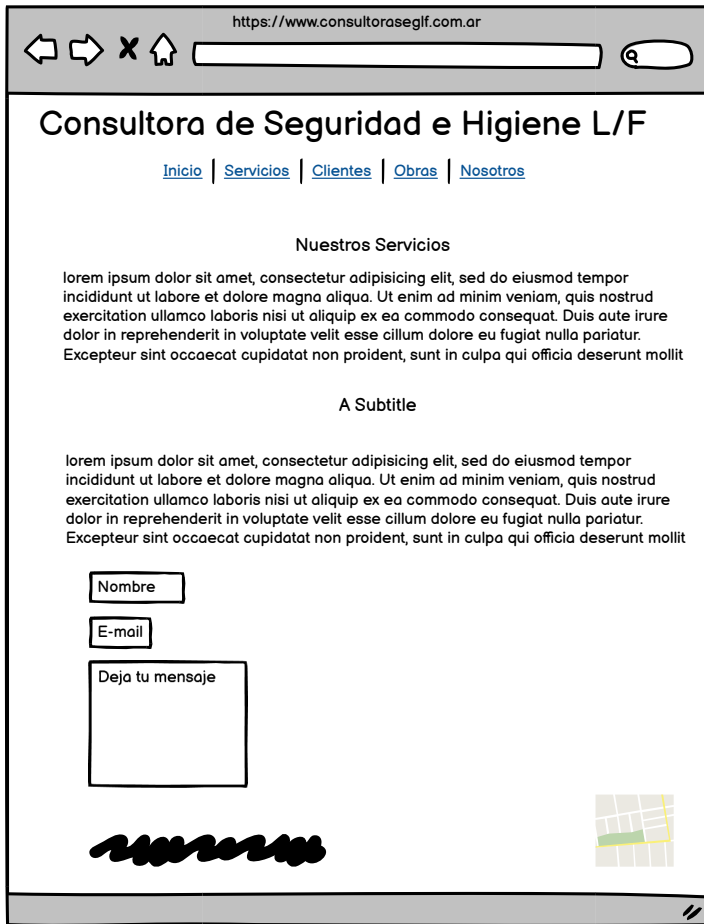 https://www.consultoraseglf.com.ar
Consultora de Seguridad e Higiene L/F
Inicio | Servicios | Clientes | Obras | Nosotros
Nuestros Servicios
lorem ipsum dolor sit amet, consectetur adipisicing elit, sed do eiusmod tempor
incididunt ut labore et dolore magna aliqua. Ut enim ad minim veniam, quis nostrud
exercitation ullamco laboris nisi ut aliquip ex ea commodo consequat. Duis aute irure
dolor in reprehenderit in voluptate velit esse cillum dolore eu fugiat nulla pariatur.
Excepteur sint occaecat cupidatat non proident, sunt in culpa qui officia deserunt mollit
A Subtitle
lorem ipsum dolor sit amet, consectetur adipisicing elit, sed do eiusmod tempor
incididunt ut labore et dolore magna aliqua. Ut enim ad minim veniam, quis nostrud
exercitation ullamco laboris nisi ut aliquip ex ea commodo consequat. Duis aute irure
dolor in reprehenderit in voluptate velit esse cillum dolore eu fugiat nulla pariatur.
Excepteur sint occaecat cupidatat non proident, sunt in culpa qui officia deserunt mollit
Nombre
E-mail
Deja tu mensaje